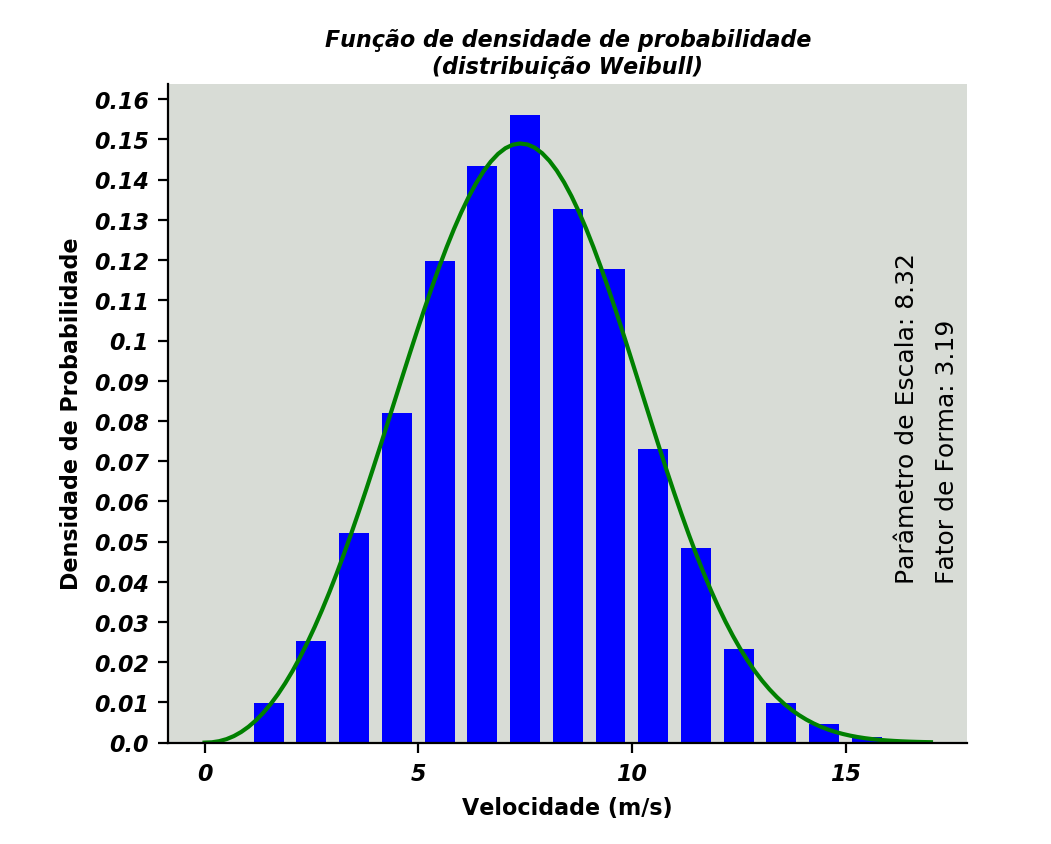 Função de densidade de probabilidade
(distribuição Weibull)
Densidade de Probabilidade
0.16
0.15
0.14
0.13
0.12
0.11
0.1
0.09
0.08
0.07
0.06
0.05
0.04
0.03
0.02
0.01
0.0
0 5 10 15
Velocidade (m/s)
Parâmetro de Escala: 8.32
Fator de Forma: 3.19